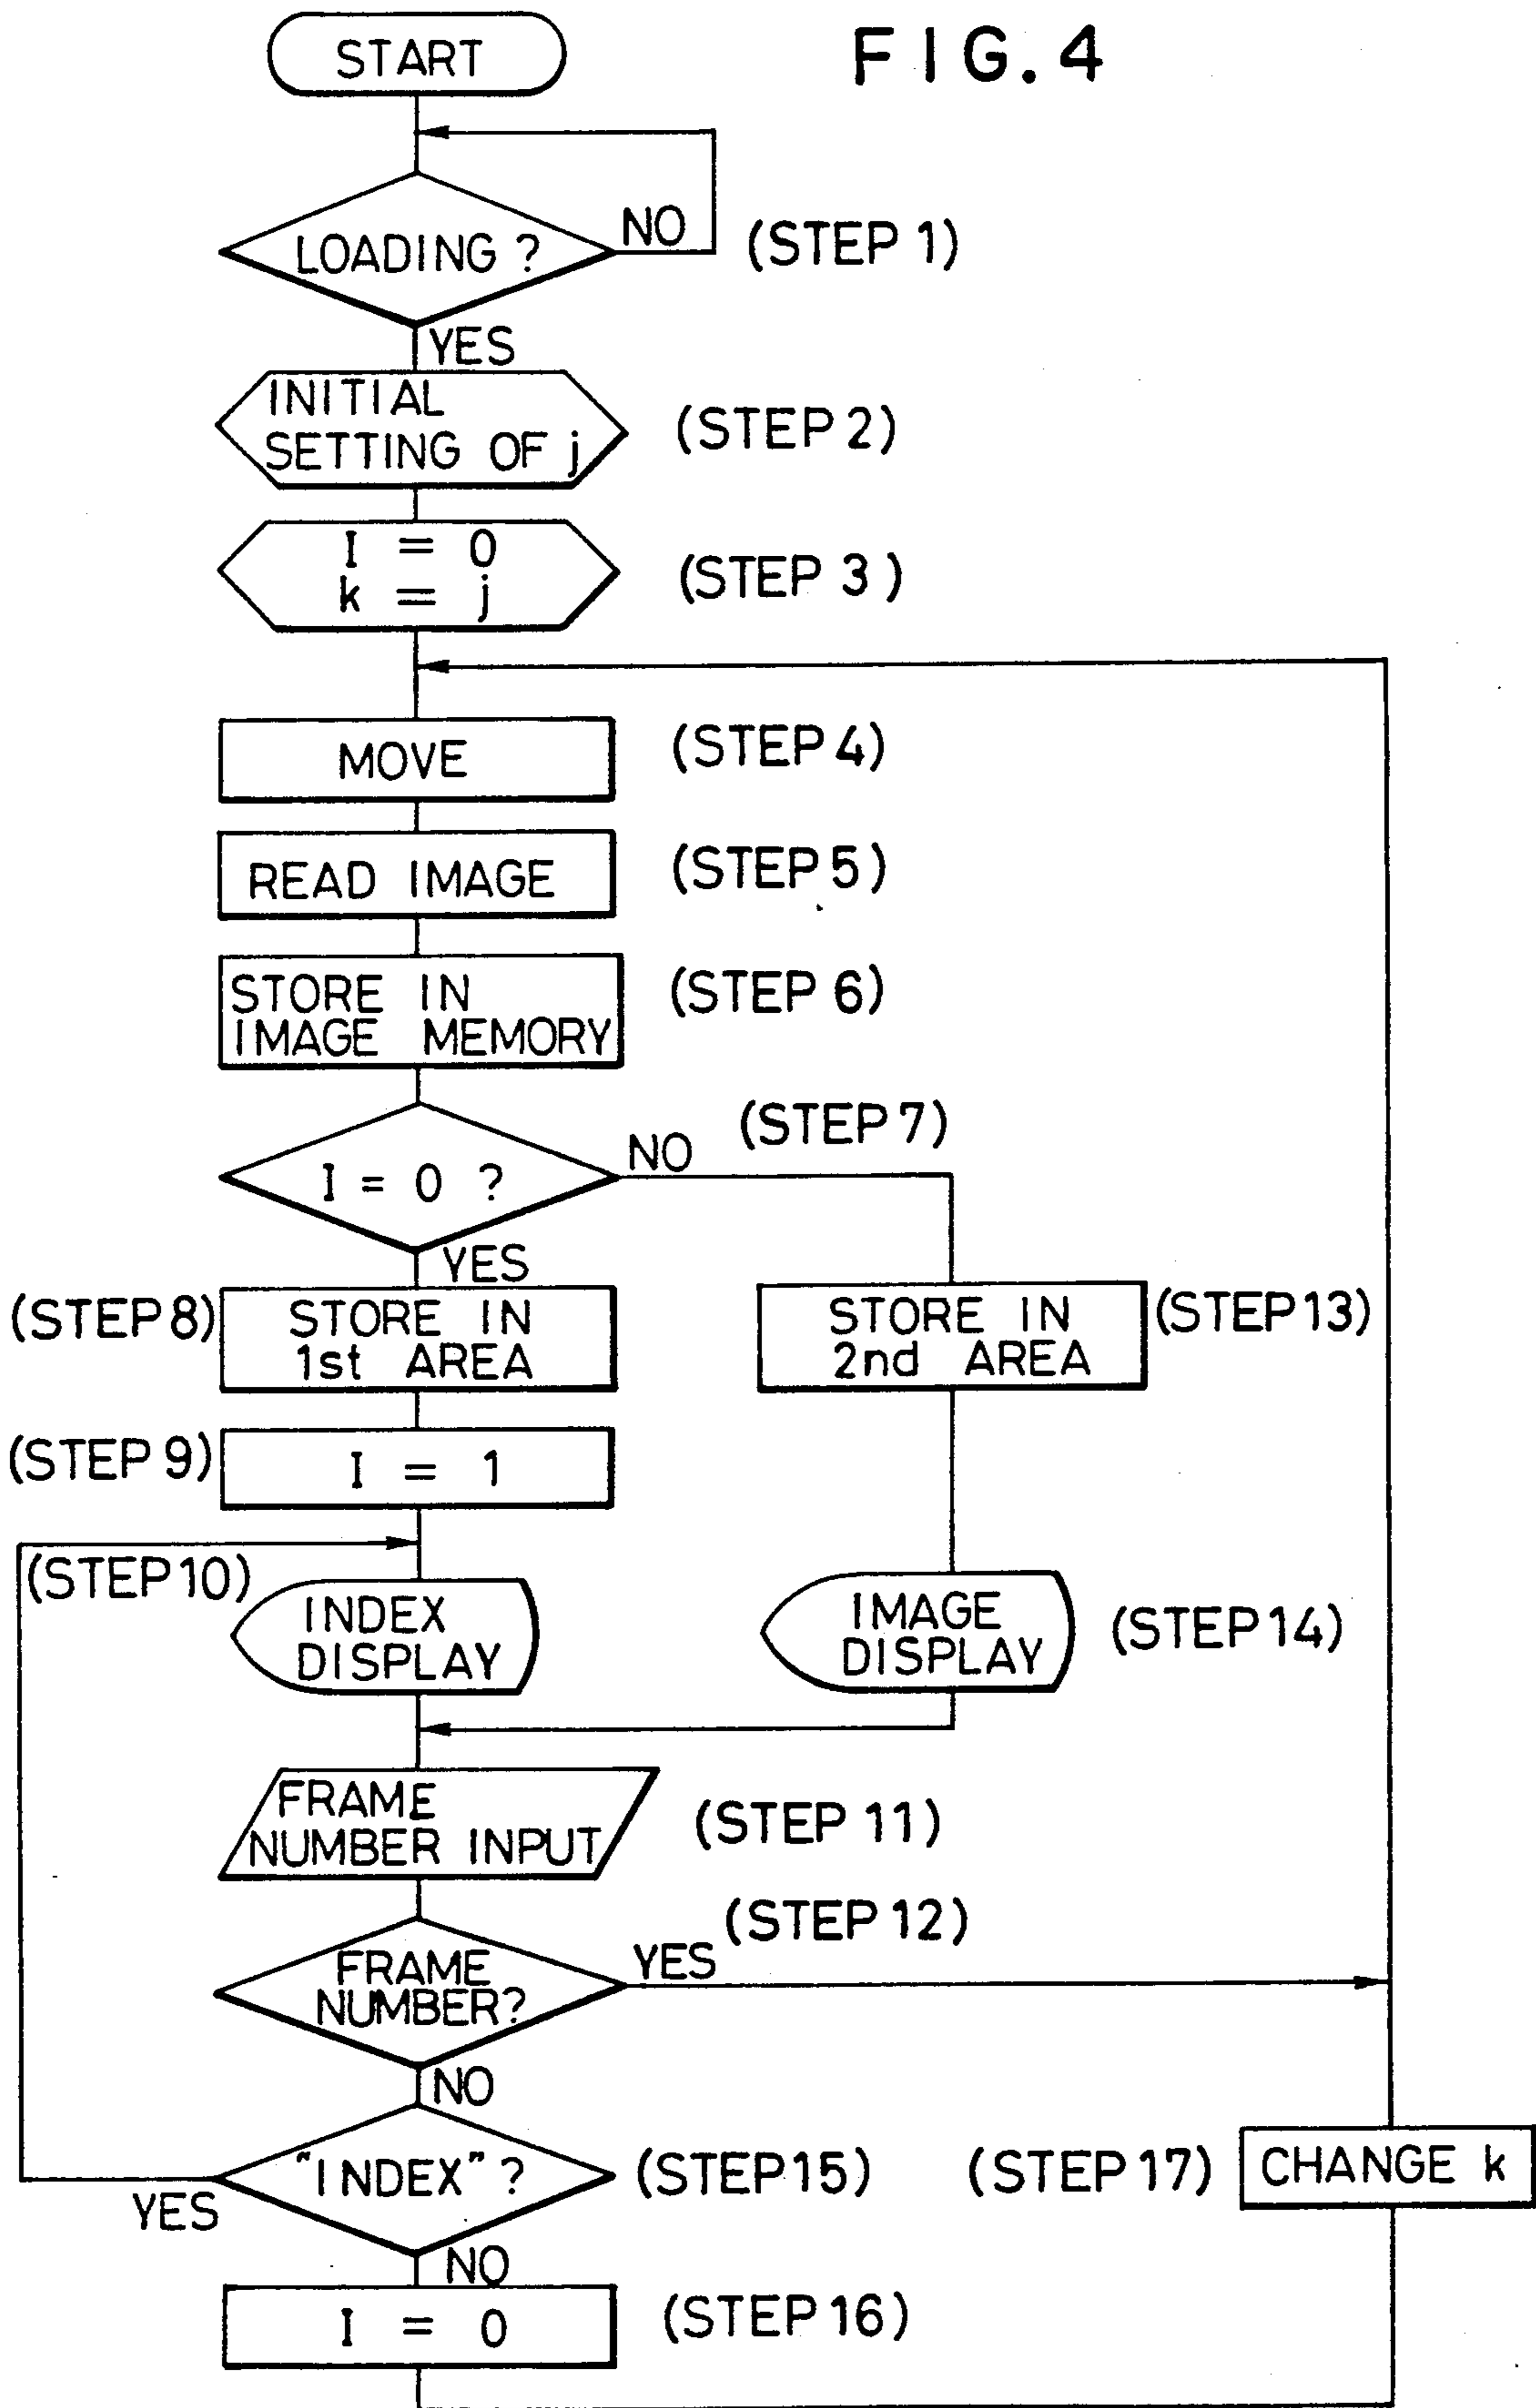 FIG. 4
START
LOADING ?
NO
(STEP 1)
YES
INITIAL
SETTING OF j
(STEP 2)
I = 0
k = j
(STEP 3)
MOVE
(STEP 4)
READ IMAGE
(STEP 5)
STORE IN
IMAGE MEMORY
(STEP 6)
I = 0 ?
NO
(STEP 7)
YES
(STEP 8)
STORE IN
1st AREA
STORE IN
2nd AREA
(STEP 13)
(STEP 9)
I = 1
(STEP 10)
INDEX
DISPLAY
IMAGE
DISPLAY
(STEP 14)
FRAME
NUMBER INPUT
(STEP 11)
FRAME
NUMBER?
YES
(STEP 12)
NO
"INDEX" ?
(STEP 15)
YES
(STEP 17)
CHANGE k
NO
I = 0
(STEP 16)